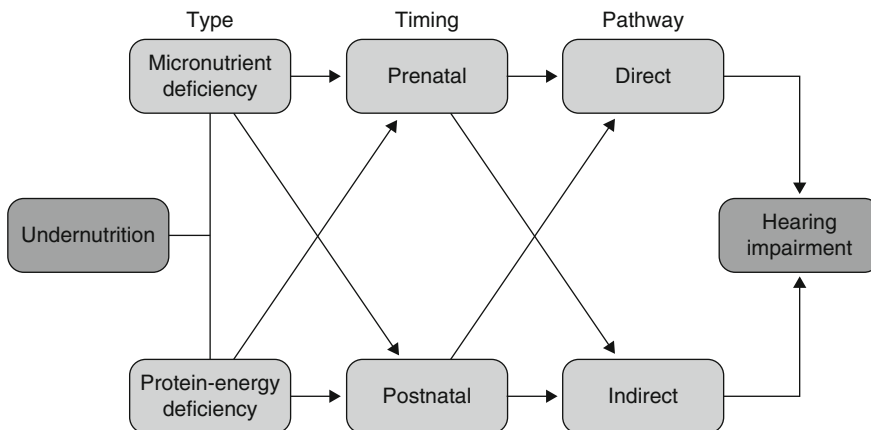 Type
Timing
Pathway
Micronutrient
deficiency
Prenatal
Direct
Undernutrition
Hearing
impairment
Protein-energy
deficiency
Postnatal
Indirect